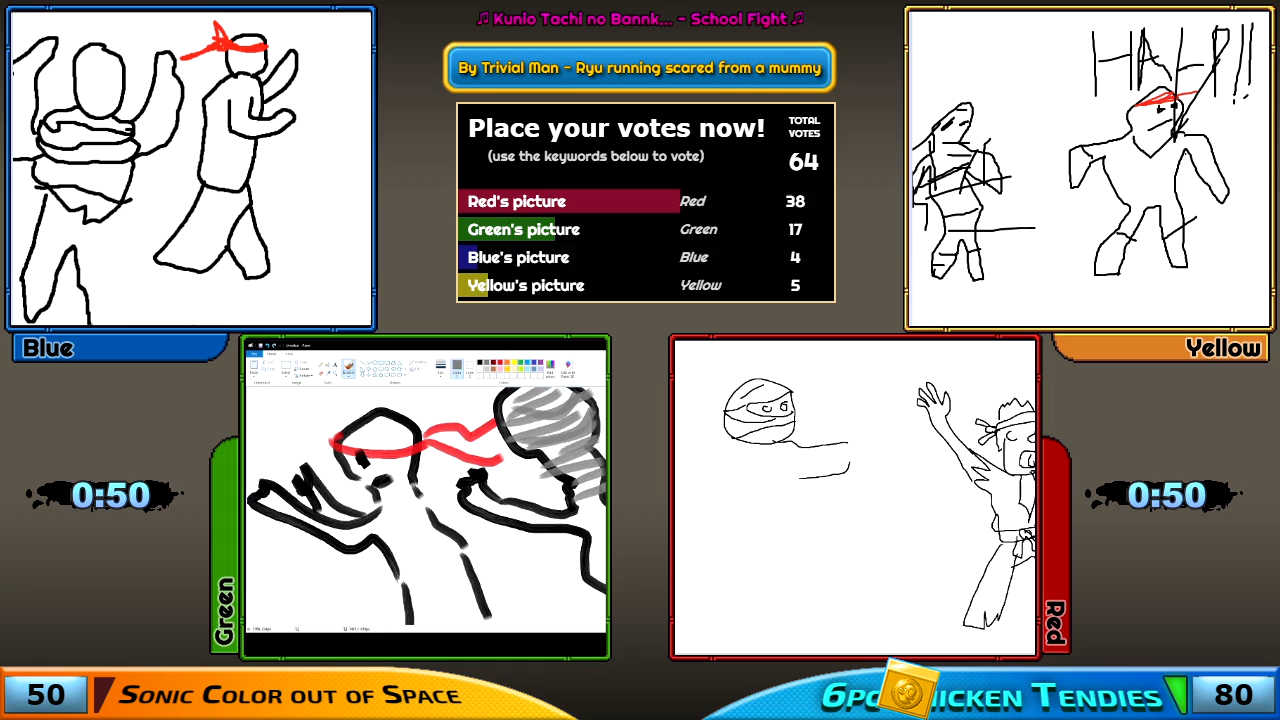 ♫ Kunio Tachi no Bannk... - School Fight ♫
By Trivial Man - Ryu running scared from a mummy
HALP!!
Place your votes now!
TOTAL VOTES
(use the keywords below to vote)
64
Red's picture Red 38
Green's picture Green 17
Blue's picture Blue 4
Yellow's picture Yellow 5
Blue
Yellow
0:50
0:50
Green
Red
50
SONIC COLOR OUT OF SPACE
TENDIES
80